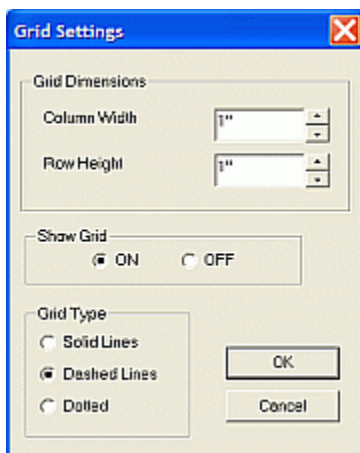 Grid Settings
Grid Dimensions
Column Width 1"
Row Height 1"
Show Grid
ON OFF
Grid Type
Solid Lines
Dashed Lines
Dotted
OK
Cancel